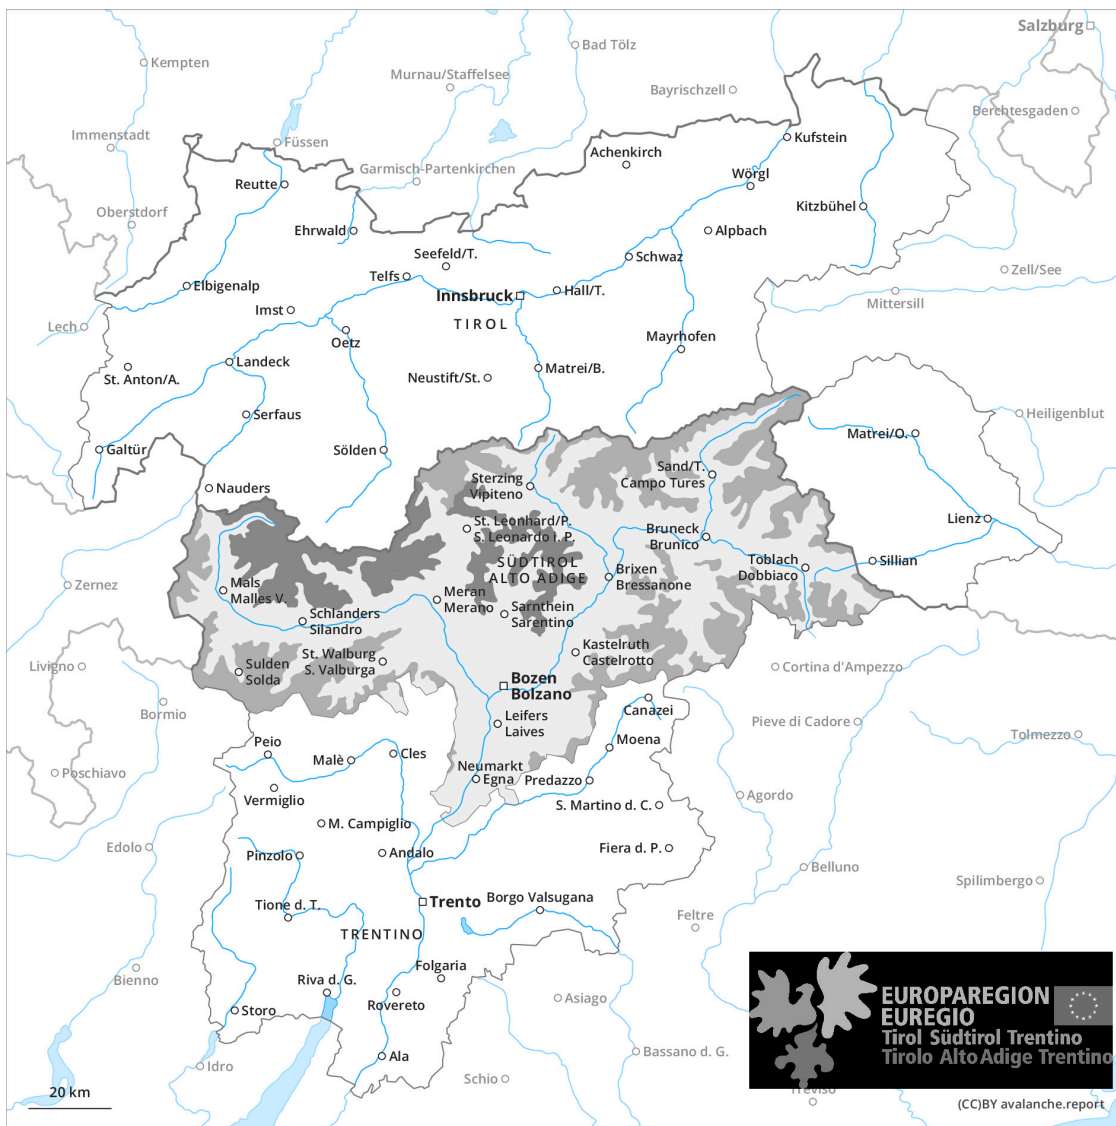 Salzburg
Bad Tölz
Kempten
Murnau/Staffelsee
Bayrischzell
Berchtesgaden
Immenstadt
Füssen
Kufstein
Achenkirch
Garmisch-Partenkirchen
Wörgl
Reutte
Oberstdorf
Kitzbühel
Ehrwald
Alpbach
Seefeld/T.
Schwaz
Telfs
Zell/See
Elbigenalp
Hall/T.
Innsbruck
Mittersill
Imst
TIROL
Lech
Oetz
Mayrhofen
Landeck
Matrei/B.
St. Anton/A.
Neustift/St.
Serfaus
Heiligenblut
Matrei/O.
Galtür
Sölden
Sand/T.
Campo Tures
Sterzing
Vipiteno
Nauders
St. Leonhard/P.
S. Leonardo i. P.
Lienz
Bruneck
Brunico
SÜDTIROL
ALTO ADIGE
Toblach
Dobbiaco
Sillian
Brixen
Bressanone
Zernez
Mals
Malles V.
Meran
Merano
Sarnthein
Sarentino
Schlanders
Silandro
Kastelruth
Castelrotto
St. Walburg
S. Valburga
Livigno
Sulden
Solda
Cortina d'Ampezzo
Bozen
Bolzano
Canazei
Bormio
Leifers
Laives
Pieve di Cadore
Tolmezzo
Peio
Moena
Cles
Malè
Poschiavo
Neumarkt
Egna
Predazzo
Vermiglio
Agordo
S. Martino d. C.
M. Campiglio
Edolo
Pinzolo
Andalo
Fiera d. P.
Belluno
Spilimbergo
Borgo Valsugana
Trento
Tione d. T.
Feltre
TRENTINO
Folgaria
Bienno
Riva d. G.
Rovereto
Asiago
Storo
EUROPAREGION
EUREGIO
Tirol Südtirol Trentino
Tirolo Alto Adige Trentino
Ala
Bassano d. G.
Idro
Schio
Treviso
20 km
(CC)BY avalanche.report